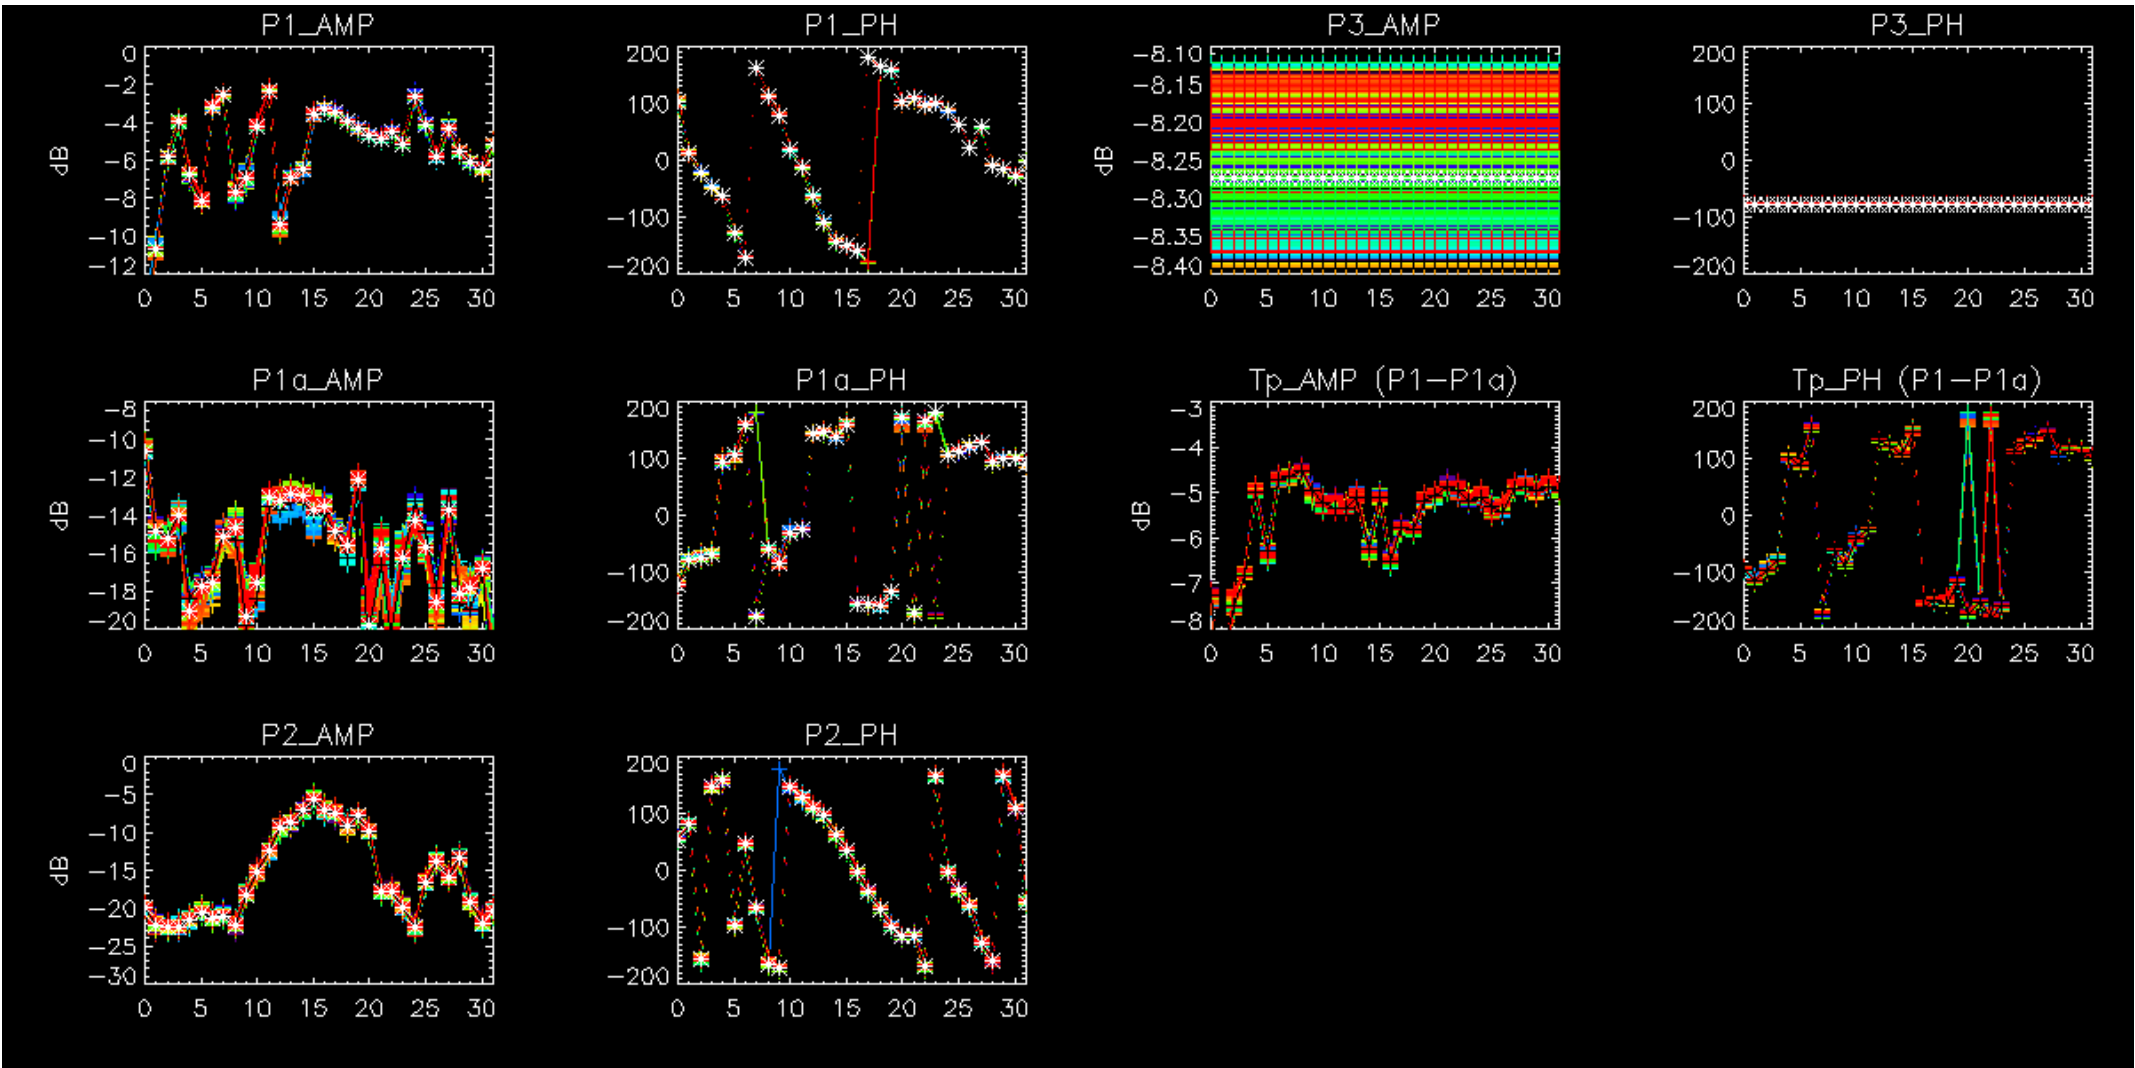 P1_AMP P1_PH P3_AMP P3_PH
0 200 -8.10 200
-2 100 -8.15 100
-4 0 -8.20 0
-6 -100 -8.25 -100
-8 -200 -8.30 -200
-10 -8.35
-12 -8.40
dB dB
0 5 10 15 20 25 30 0 5 10 15 20 25 30 0 5 10 15 20 25 30 0 5 10 15 20 25 30
P1a_AMP P1a_PH Tp_AMP (P1-P1a) Tp_PH (P1-P1a)
-8 200 -3 200
-10 100 -4 100
-12 0 -5 0
-14 -100 -6 -100
-16 -200 -7 -200
-18 -8
-20
dB dB
0 5 10 15 20 25 30 0 5 10 15 20 25 30 0 5 10 15 20 25 30 0 5 10 15 20 25 30
P2_AMP P2_PH
0 200
-5 100
-10 0
-15 -100
-20 -200
-25
-30
dB
0 5 10 15 20 25 30 0 5 10 15 20 25 30